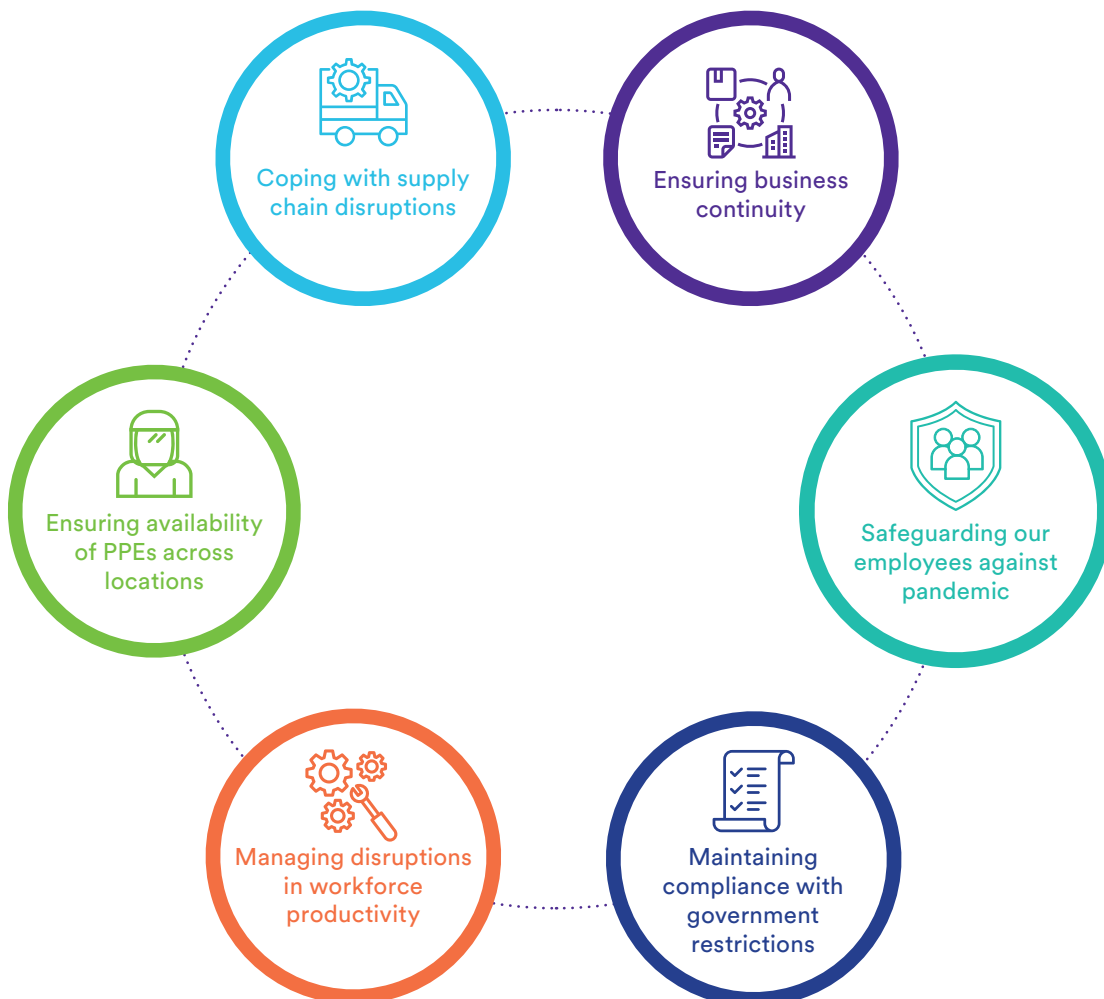 Coping with supply
chain disruptions
Ensuring business
continuity
Ensuring availability
of PPEs across
locations
Safeguarding our
employees against
pandemic
Managing disruptions
in workforce
productivity
Maintaining
compliance with
government
restrictions